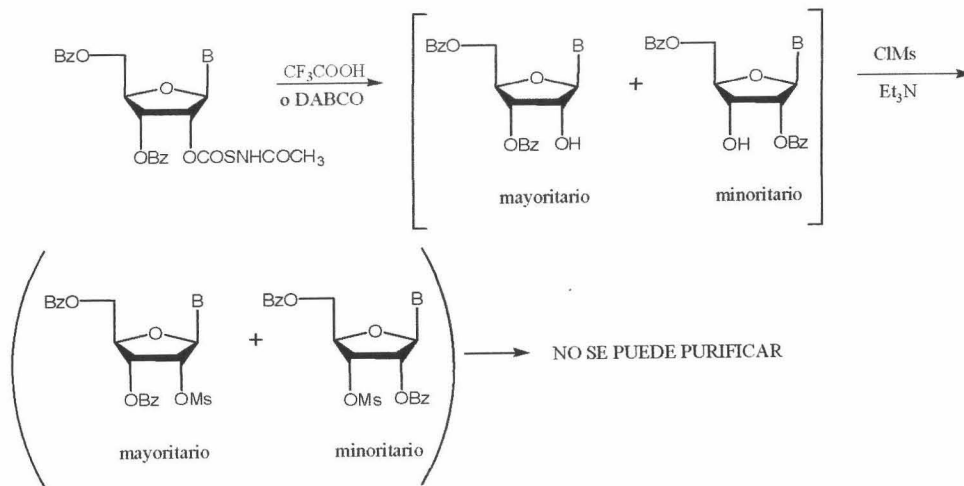 BzO
B
O
OBz
OCOSNHCOCH₃
CF₃COOH
o DABCO
BzO
B
O
OBz
OH
mayoritario
+
BzO
B
O
OH
OBz
minoritario
ClMs
Et₃N
BzO
B
O
OBz
OMs
mayoritario
+
BzO
B
O
OMs
OBz
minoritario
NO SE PUEDE PURIFICAR